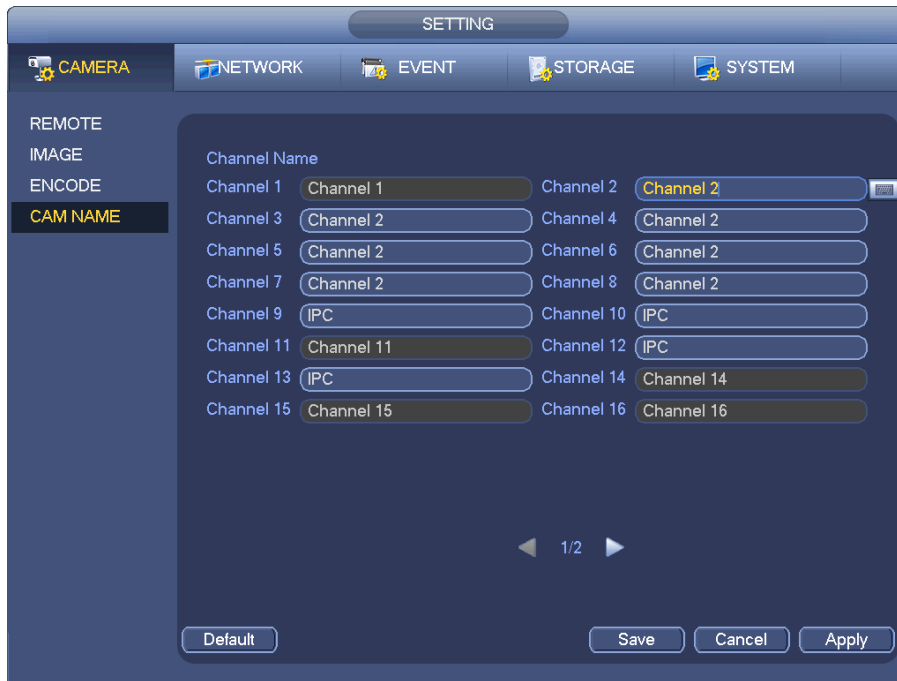 SETTING
CAMERA NETWORK EVENT STORAGE SYSTEM
REMOTE
IMAGE
ENCODE
CAM NAME
Channel Name
Channel 1 Channel 1 Channel 2 Channel 2
Channel 3 Channel 2 Channel 4 Channel 2
Channel 5 Channel 2 Channel 6 Channel 2
Channel 7 Channel 2 Channel 8 Channel 2
Channel 9 IPC Channel 10 IPC
Channel 11 Channel 11 Channel 12 IPC
Channel 13 IPC Channel 14 Channel 14
Channel 15 Channel 15 Channel 16 Channel 16
1/2
Default Save Cancel Apply